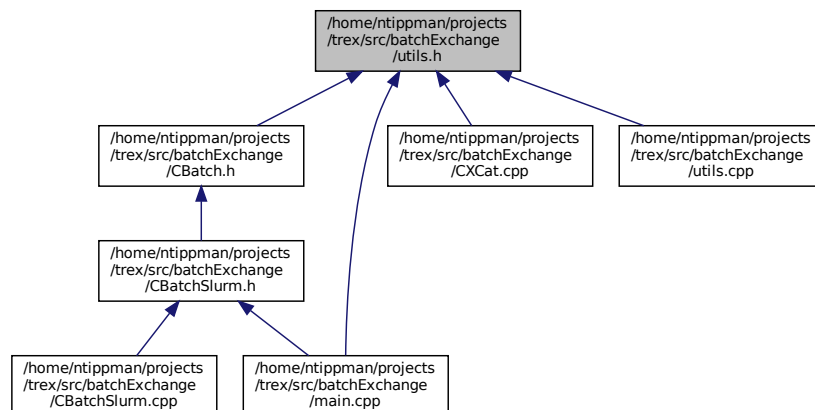 /home/ntippman/projects
/trex/src/batchExchange
/utils.h
/home/ntippman/projects
/trex/src/batchExchange
/CBatch.h
/home/ntippman/projects
/trex/src/batchExchange
/CXCat.cpp
/home/ntippman/projects
/trex/src/batchExchange
/utils.cpp
/home/ntippman/projects
/trex/src/batchExchange
/CBatchSlurm.h
/home/ntippman/projects
/trex/src/batchExchange
/CBatchSlurm.cpp
/home/ntippman/projects
/trex/src/batchExchange
/main.cpp